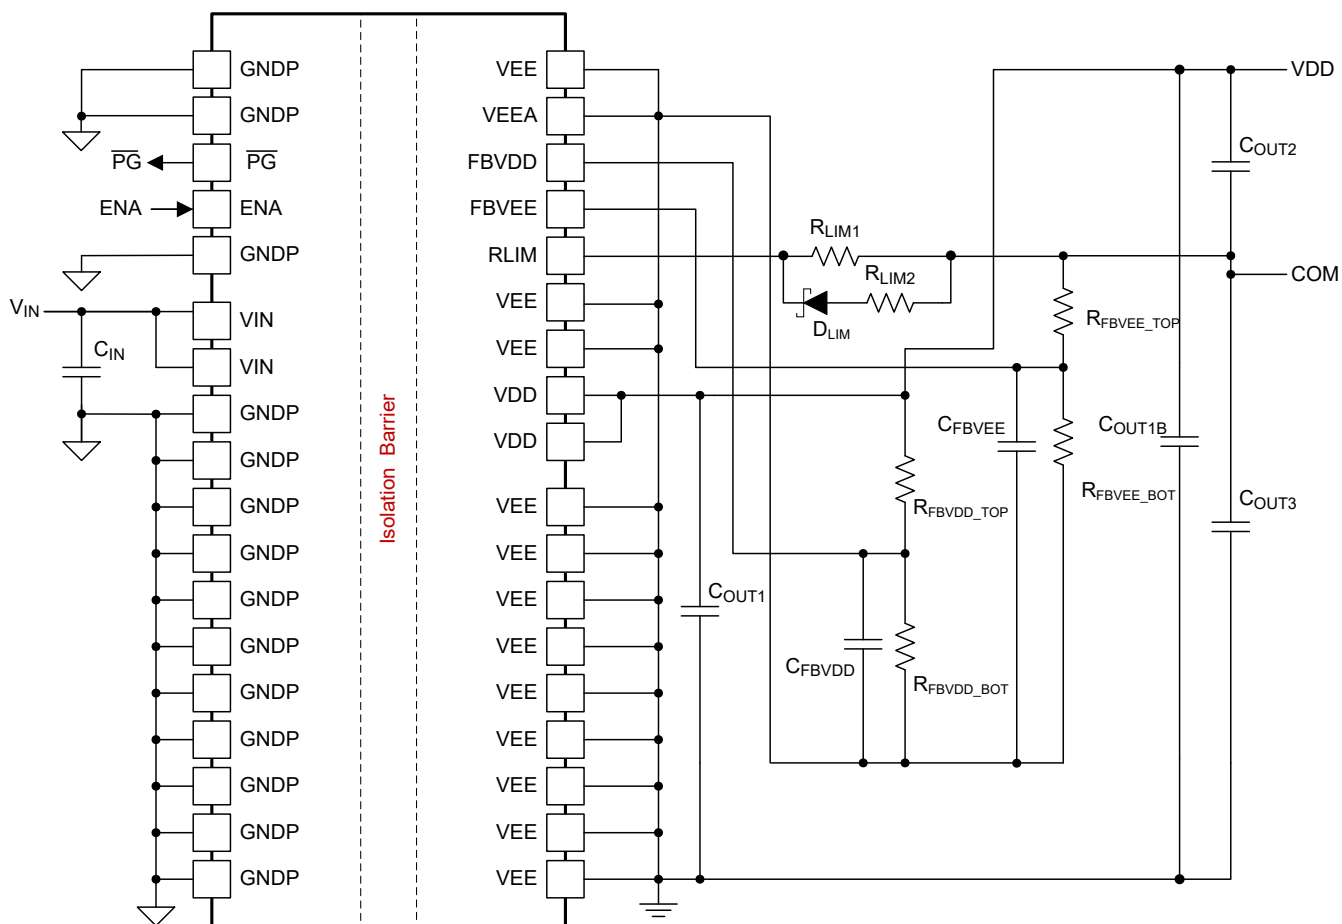 GNDP
VEE
VDD
GNDP
VEEA
COUT2
PG
PG
FBVDD
ENA
ENA
FBVEE
RLIM1
GNDP
RLIM
RLIM2
COM
VIN
VIN
VEE
DLIM
RFBVEE_TOP
CIN
VIN
VEE
GNDP
VDD
Isolation Barrier
CFBVEE
COUT1B
GNDP
VDD
RFBVEE_BOT
COUT3
GNDP
VEE
RFBVDD_TOP
GNDP
VEE
GNDP
VEE
COUT1
GNDP
VEE
CFBVDD
RFBVDD_BOT
GNDP
VEE
GNDP
VEE
GNDP
VEE
GNDP
VEE
GNDP
VEE